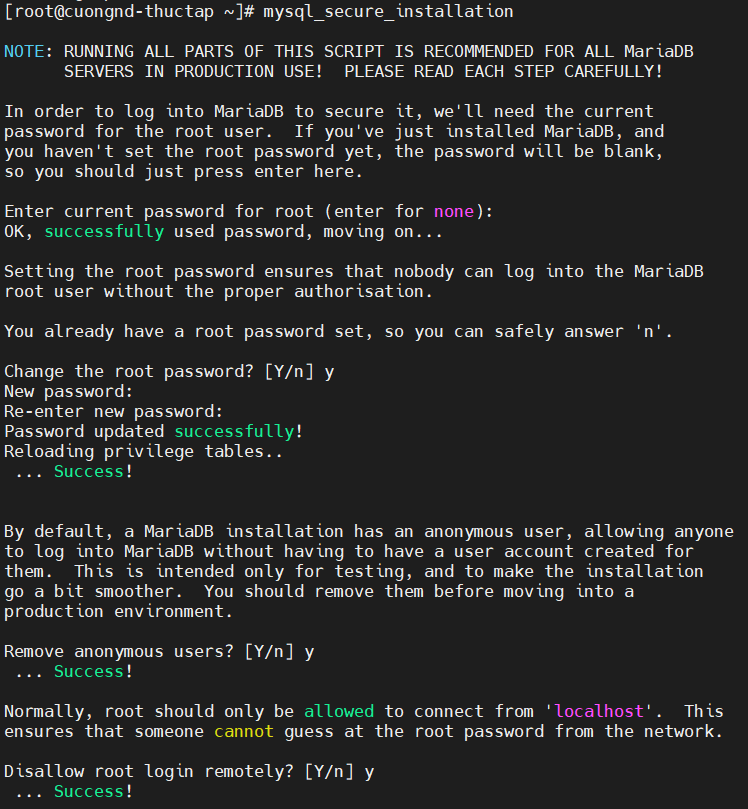 [root@cuongnd-thuctap ~]# mysql_secure_installation
NOTE: RUNNING ALL PARTS OF THIS SCRIPT IS RECOMMENDED FOR ALL MariaDB
      SERVERS IN PRODUCTION USE!  PLEASE READ EACH STEP CAREFULLY!
In order to log into MariaDB to secure it, we'll need the current
password for the root user.  If you've just installed MariaDB, and
you haven't set the root password yet, the password will be blank,
so you should just press enter here.
Enter current password for root (enter for none):
OK, successfully used password, moving on...
Setting the root password ensures that nobody can log into the MariaDB
root user without the proper authorisation.
You already have a root password set, so you can safely answer 'n'.
Change the root password? [Y/n] y
New password:
Re-enter new password:
Password updated successfully!
Reloading privilege tables..
 ... Success!
By default, a MariaDB installation has an anonymous user, allowing anyone
to log into MariaDB without having to have a user account created for
them.  This is intended only for testing, and to make the installation
go a bit smoother.  You should remove them before moving into a
production environment.
Remove anonymous users? [Y/n] y
 ... Success!
Normally, root should only be allowed to connect from 'localhost'.  This
ensures that someone cannot guess at the root password from the network.
Disallow root login remotely? [Y/n] y
 ... Success!